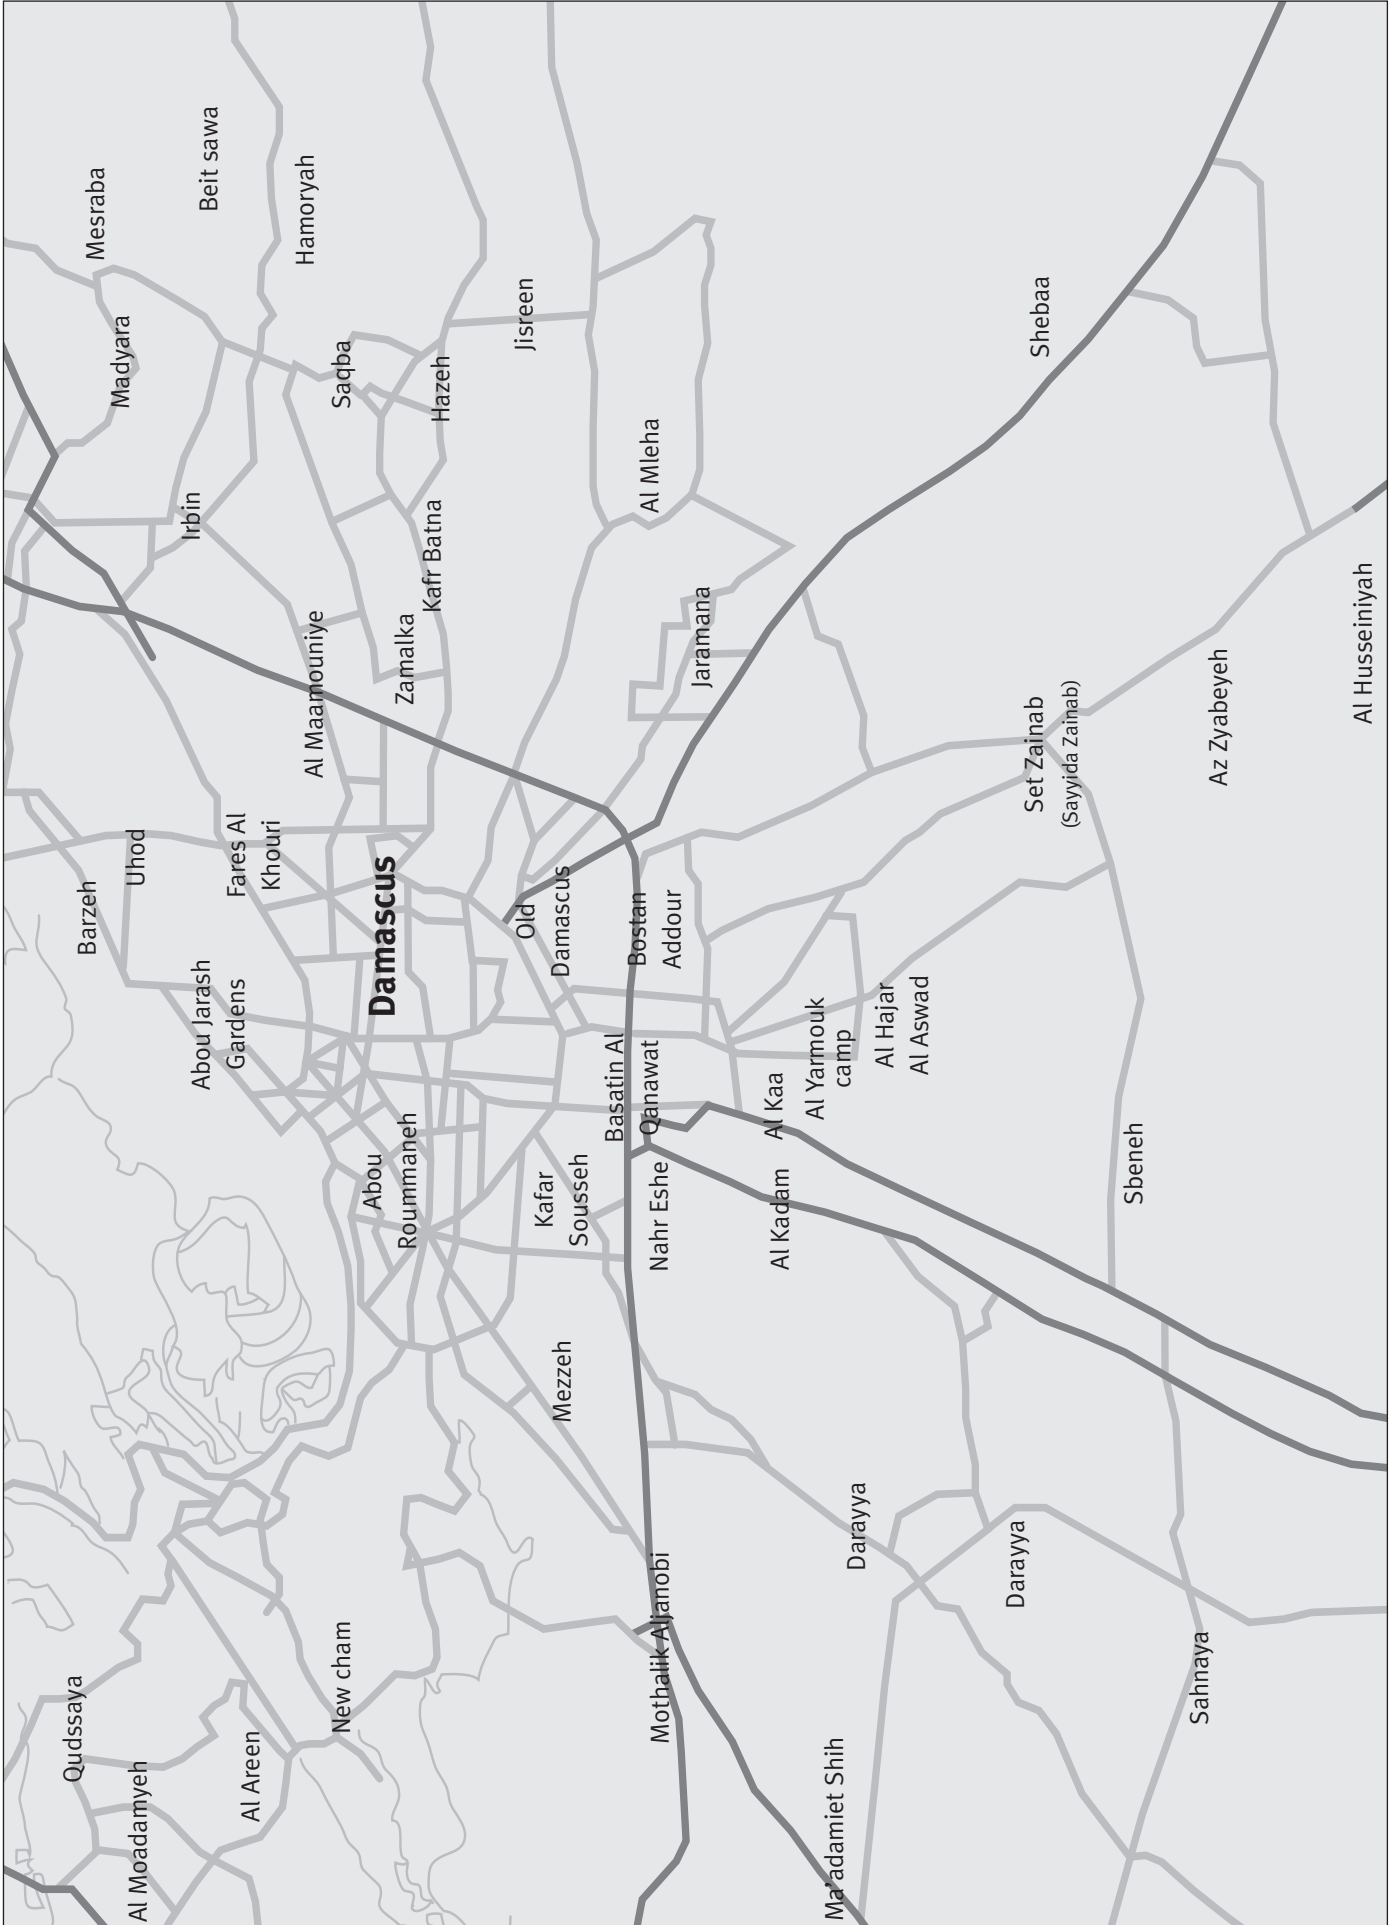 Qudssaya
Al Moadamyeh
Al Areen
New cham
Barzeh
Uhod
Abou Jarash
Gardens
Fares Al
Khouri
Mesraba
Madyara
Beit sawa
Irbin
Hamoryah
Al Maamouniye
Saqba
Damascus
Abou
Roummaneh
Zamalka
Kafr Batna
Hazeh
Jisreen
Old
Damascus
Kafar
Sousseh
Mezzeh
Basatin Al
Qanawat
Bostan
Addour
Nahr Eshe
Mothalik Aljanobi
Al Mleha
Jaramana
Al Kaa
Al Kadam
Al Yarmouk
camp
Al Hajar
Al Aswad
Ma'adamiet Shih
Darayya
Darayya
Set Zainab
(Sayyida Zainab)
Shebaa
Sbeneh
Sahnaya
Az Zyabeyeh
Al Husseiniyah